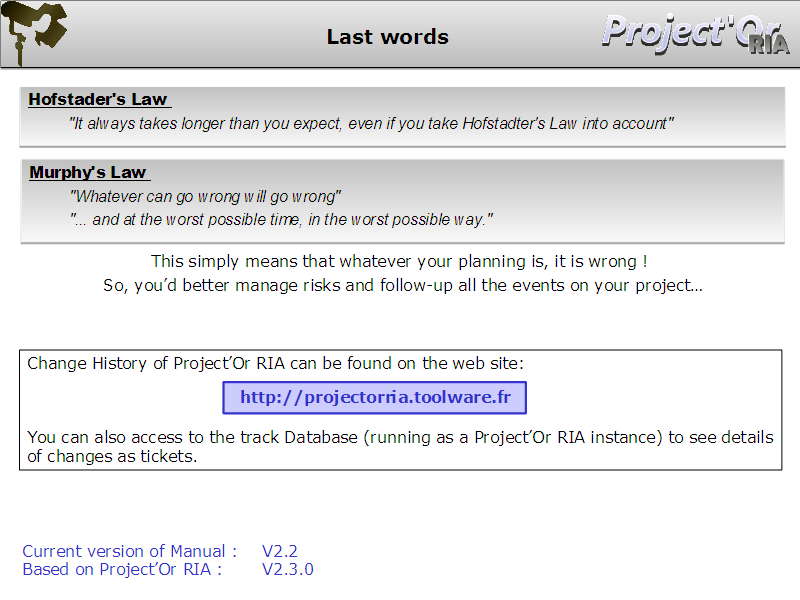 Last words
Project'Or
RIA
Hofstader's Law
"It always takes longer than you expect, even if you take Hofstadter's Law into account"
Murphy's Law
"Whatever can go wrong will go wrong"
"... and at the worst possible time, in the worst possible way."
This simply means that whatever your planning is, it is wrong !
So, you’d better manage risks and follow-up all the events on your project…
Change History of Project’Or RIA can be found on the web site:
http://projectorria.toolware.fr
You can also access to the track Database (running as a Project’Or RIA instance) to see details
of changes as tickets.
Current version of Manual : V2.2
Based on Project’Or RIA : V2.3.0